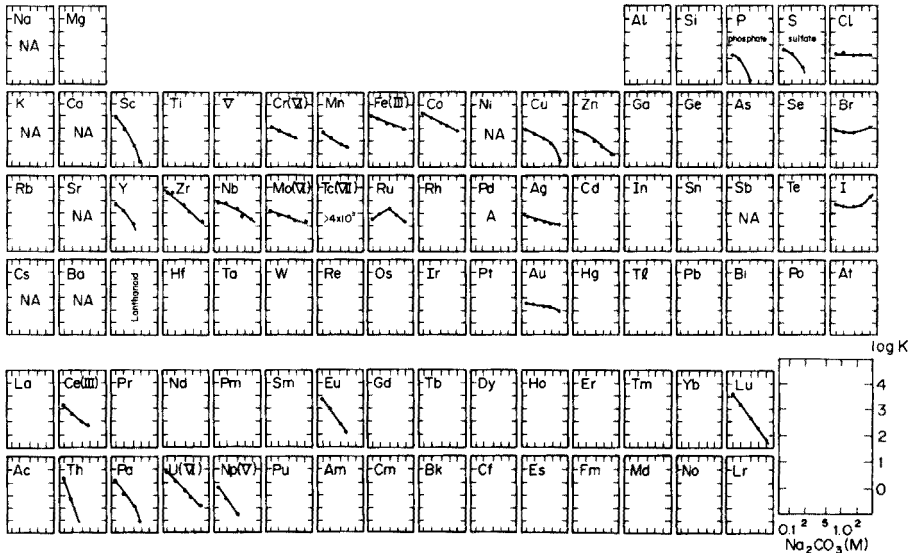 Na Mg Al Si P S Cl
NA phosphate sulfate
K Ca Sc Ti V Cr(VI) Mn Fe(III) Co Ni Cu Zn Ga Ge As Se Br
NA NA NA
Rb Sr Y Zr Nb Mo(VI) Tc(VII) Ru Rh Pd Ag Cd In Sn Sb Te I
NA >4x10³ A NA
Cs Ba Lanthanoid Hf Ta W Re Os Ir Pt Au Hg Tl Pb Bi Po At
NA NA
log K
La Ce(III) Pr Nd Pm Sm Eu Gd Tb Dy Ho Er Tm Yb Lu
4
3
2
Ac Th Pa U(VI) Np(V) Pu Am Cm Bk Cf Es Fm Md No Lr
1
0
0.1 2 5 1.0 2
Na₂CO₃(M)